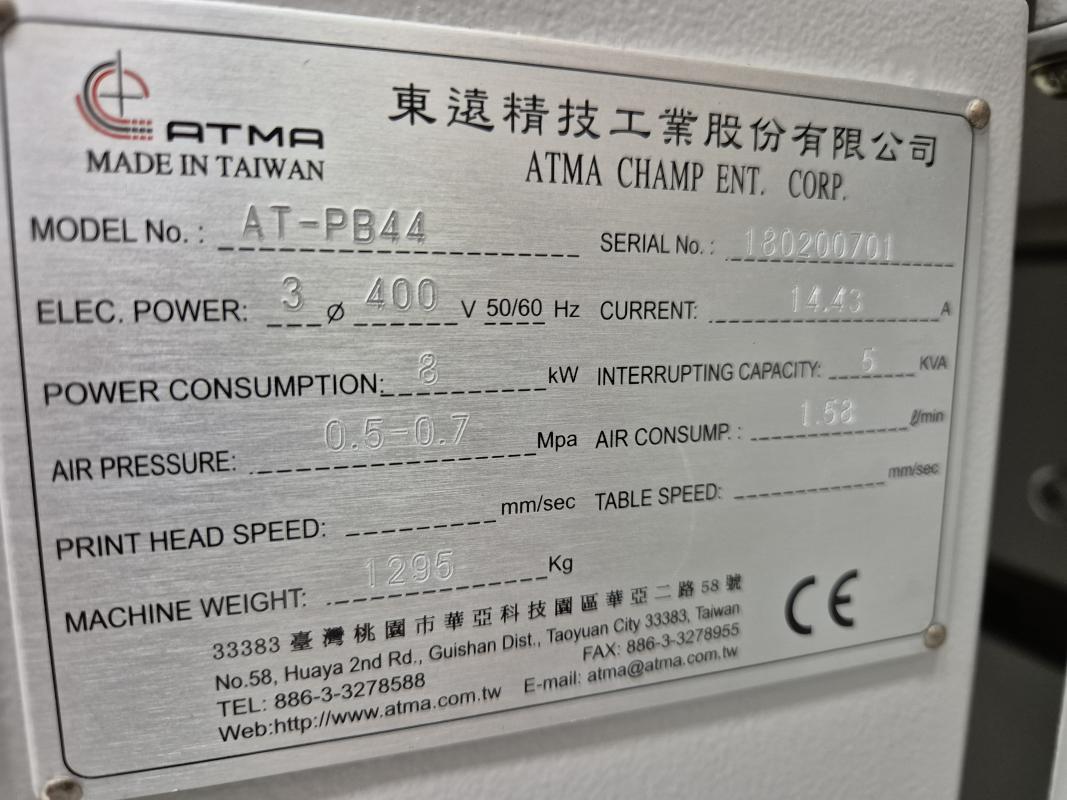 ATMA
MADE IN TAIWAN
東遠精技工業股份有限公司
ATMA CHAMP ENT. CORP.
MODEL No. : AT-PB44
SERIAL No. : 180200701
ELEC. POWER: 3 ø 400 V 50/60 Hz
CURRENT: 14.43 A
POWER CONSUMPTION: 8 kW
INTERRUPTING CAPACITY: 5 KVA
AIR PRESSURE: 0.5-0.7 Mpa
AIR CONSUMP. : 1.58 ℓ/min
PRINT HEAD SPEED: mm/sec
TABLE SPEED: mm/sec
MACHINE WEIGHT: 1295 Kg
33383 臺灣桃園市華亞科技園區華亞二路58號
No.58, Huaya 2nd Rd., Guishan Dist., Taoyuan City 33383, Taiwan
TEL: 886-3-3278588 FAX: 886-3-3278955
Web:http://www.atma.com.tw E-mail: atma@atma.com.tw
CE